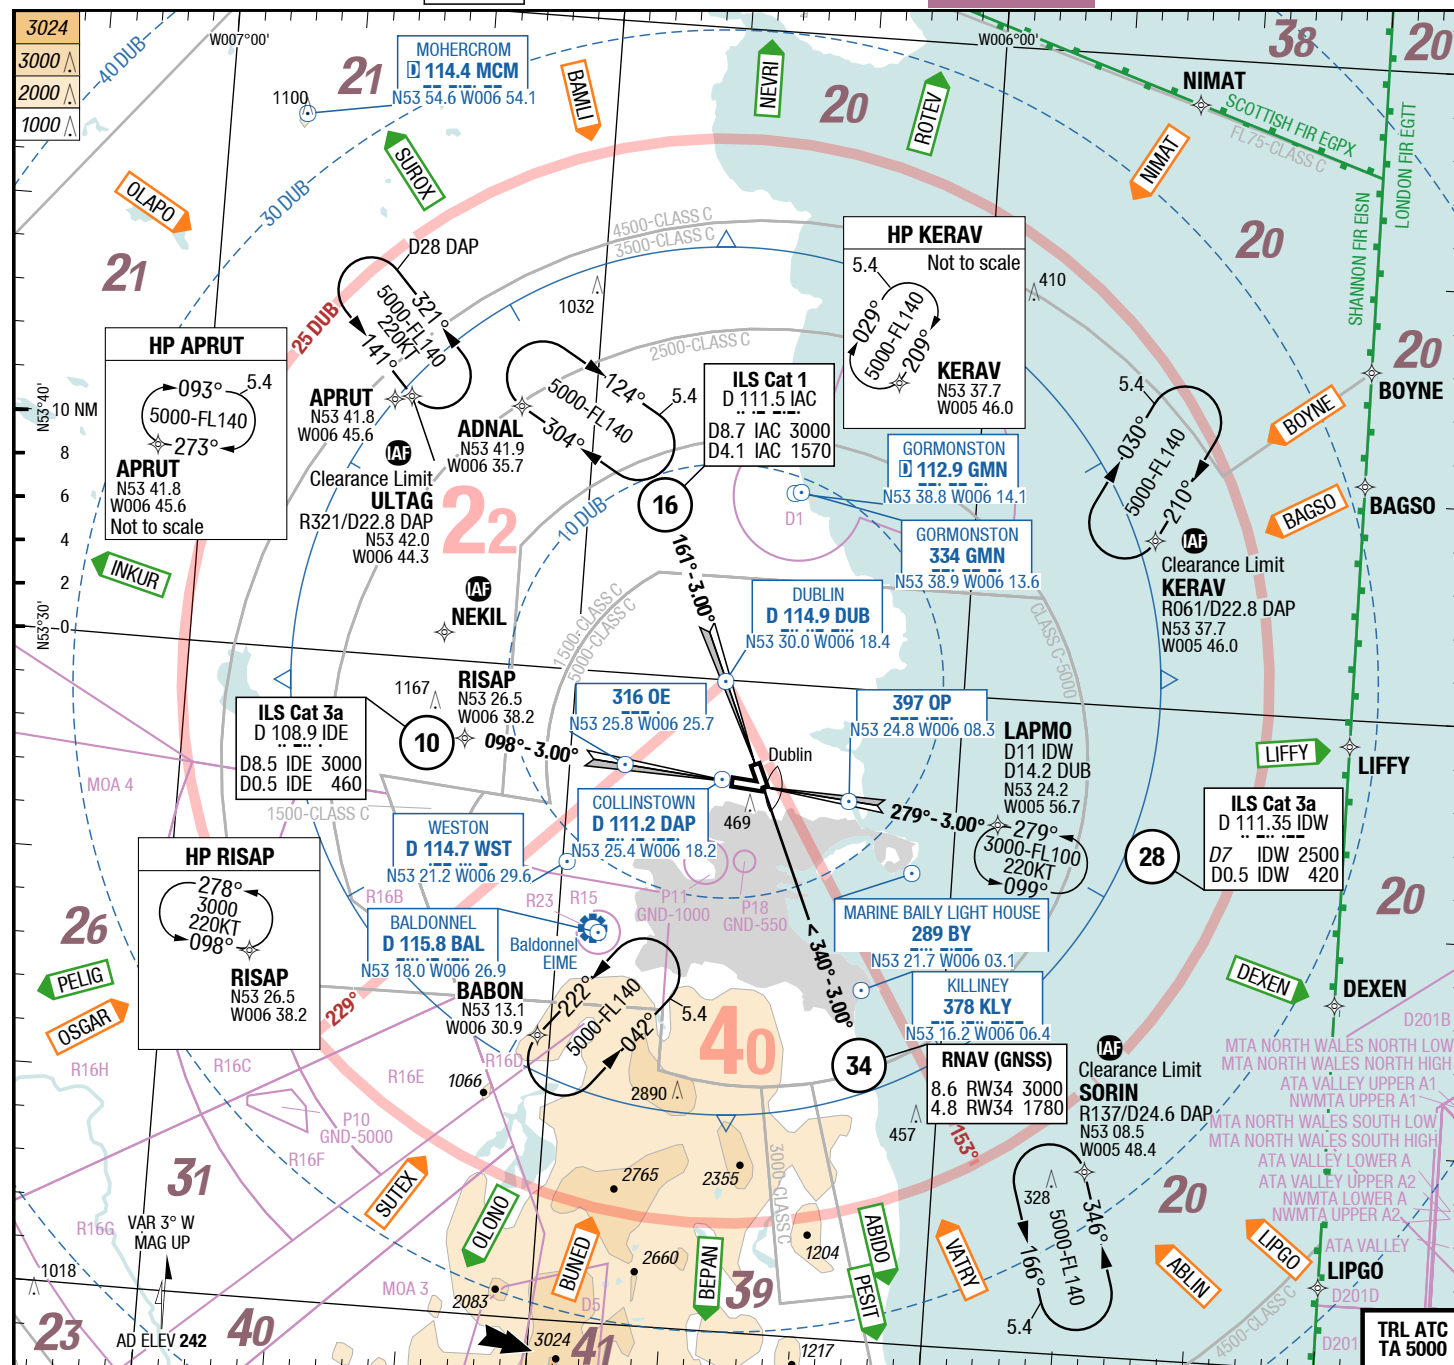 3024
3000
2000
1000
40 DUB
W007°00'
21
MOHERCROM
D 114.4 MCM
N53 54.6 W006 54.1
1100
BAMLI
NEVRI
20
ROTEV
W006°00'
38
20
NIMAT
SCOTTISH FIR EGPX
FL75-CLASS C
LONDON FIR EGTT
SHANNON FIR EISN
NIMAT
OLAPO
SUROX
30 DUB
21
20
20
4500-CLASS C
3500-CLASS C
2500-CLASS C
D28 DAP
321°
5000-FL140
220KT
141°
25 DUB
1032
410
HP KERAV
Not to scale
5.4
029°
5000-FL140
209°
KERAV
N53 37.7
W005 46.0
HP APRUT
093°
5.4
5000-FL140
273°
APRUT
N53 41.8
W006 45.6
Not to scale
N53°40'
10 NM
8
6
4
2
0
N53°30'
APRUT
N53 41.8
W006 45.6
IAF
Clearance Limit
ULTAG
R321/D22.8 DAP
N53 42.0
W006 44.3
ADNAL
N53 41.9
W006 35.7
124°
5000-FL140
304°
5.4
22
ILS Cat 1
D 111.5 IAC
D8.7 IAC 3000
D4.1 IAC 1570
16
161°-3.00°
10 DUB
D1
GORMONSTON
D 112.9 GMN
N53 38.8 W006 14.1
GORMONSTON
334 GMN
N53 38.9 W006 13.6
5.4
030°
5000-FL140
210°
IAF
Clearance Limit
KERAV
R061/D22.8 DAP
N53 37.7
W005 46.0
BOYNE
BOYNE
BAGSO
BAGSO
INKUR
IAF
NEKIL
1500-CLASS C
5000-CLASS C
CLASS C-5000
DUBLIN
D 114.9 DUB
N53 30.0 W006 18.4
RISAP
N53 26.5
W006 38.2
1167
ILS Cat 3a
D 108.9 IDE
D8.5 IDE 3000
D0.5 IDE 460
10
098°-3.00°
316 OE
N53 25.8 W006 25.7
397 OP
N53 24.8 W006 08.3
Dublin
LAPMO
D11 IDW
D14.2 DUB
N53 24.2
W005 56.7
279°-3.00°
279°
3000-FL100
220KT
099°
LIFFY
LIFFY
28
ILS Cat 3a
D 111.35 IDW
D7 IDW 2500
D0.5 IDW 420
MOA 4
1500-CLASS C
COLLINSTOWN
D 111.2 DAP
N53 25.4 W006 18.2
469
WESTON
D 114.7 WST
N53 21.2 W006 29.6
HP RISAP
278°
3000
220KT
098°
RISAP
N53 26.5
W006 38.2
R16B
R23
R15
P11
GND-1000
P18
GND-550
BALDONNEL
D 115.8 BAL
N53 18.0 W006 26.9
Baldonnel
EIME
MARINE BAILY LIGHT HOUSE
289 BY
N53 21.7 W006 03.1
KILLINEY
378 KLY
N53 16.2 W006 06.4
20
26
PELIG
OSGAR
229°
DEXEN
DEXEN
BABON
N53 13.1
W006 30.9
222°
5000-FL140
042°
5.4
40
< 340°-3.00°
34
RNAV (GNSS)
8.6 RW34 3000
4.8 RW34 1780
IAF
Clearance Limit
SORIN
R137/D24.6 DAP
N53 08.5
W005 48.4
D201B
MTA NORTH WALES NORTH LOW
MTA NORTH WALES NORTH HIGH
ATA VALLEY UPPER A1
NWMTA UPPER A1
MTA NORTH WALES SOUTH LOW
MTA NORTH WALES SOUTH HIGH
ATA VALLEY LOWER A
ATA VALLEY UPPER A2
NWMTA LOWER A
NWMTA UPPER A2
ATA VALLEY
R16H
R16C
R16E
R16D
1066
2890
457
153°
P10
GND-5000
R16F
31
R16G
VAR 3° W
MAG UP
SUTEX
OLONO
2765
2355
3000-CLASS C
328
346°
5000-FL140
166°
5.4
20
1018
MOA 3
2083
BUNED
2660
BEPAN
39
1204
ABIDO
PESIT
VATRY
ABLIN
LIPGO
LIPGO
D201D
D201
4500-CLASS C
23
40
AD ELEV 242
D5
3024
41
1217
TRL ATC
TA 5000